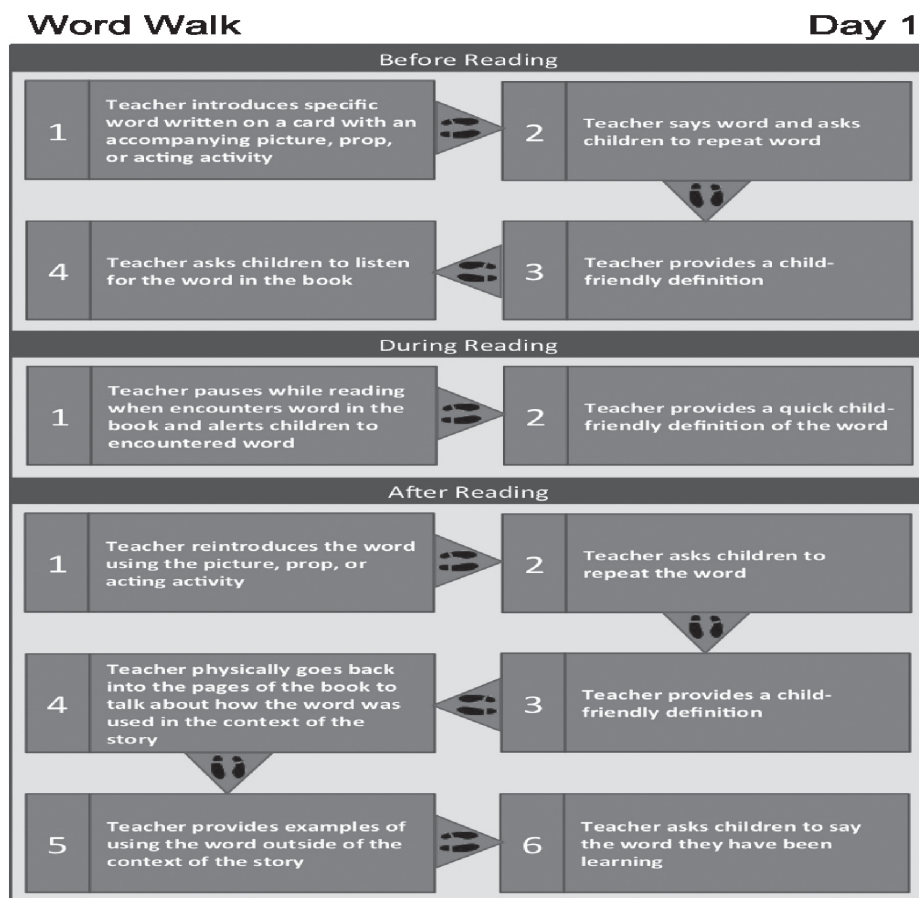 Word Walk Day 1
Before Reading
1
Teacher introduces specific
word written on a card with an
accompanying picture, prop,
or acting activity
2
Teacher says word and asks
children to repeat word
3
Teacher provides a child-
friendly definition
4
Teacher asks children to listen
for the word in the book
During Reading
1
Teacher pauses while reading
when encounters word in the
book and alerts children to
encountered word
2
Teacher provides a quick child-
friendly definition of the word
After Reading
1
Teacher reintroduces the word
using the picture, prop, or
acting activity
2
Teacher asks children to
repeat the word
3
Teacher provides a child-
friendly definition
4
Teacher physically goes back
into the pages of the book to
talk about how the word was
used in the context of the
story
5
Teacher provides examples of
using the word outside of the
context of the story
6
Teacher asks children to say
the word they have been
learning